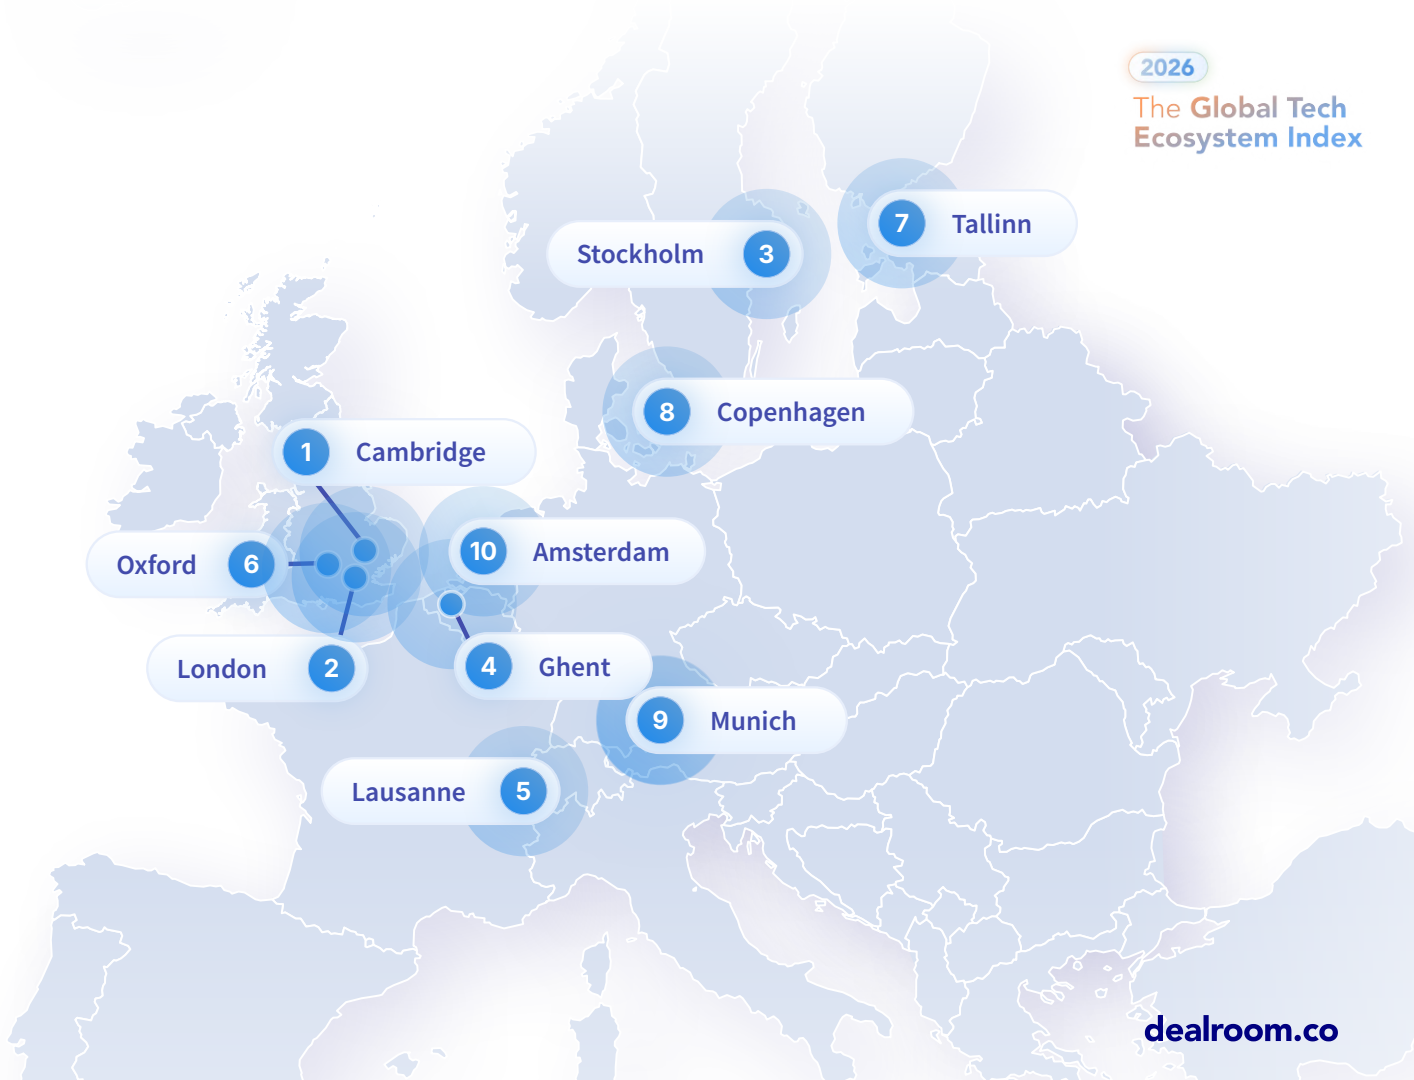 2026
The Global Tech
Ecosystem Index
7 Tallinn
Stockholm 3
8 Copenhagen
1 Cambridge
10 Amsterdam
Oxford 6
London 2
4 Ghent
9 Munich
Lausanne 5
dealroom.co